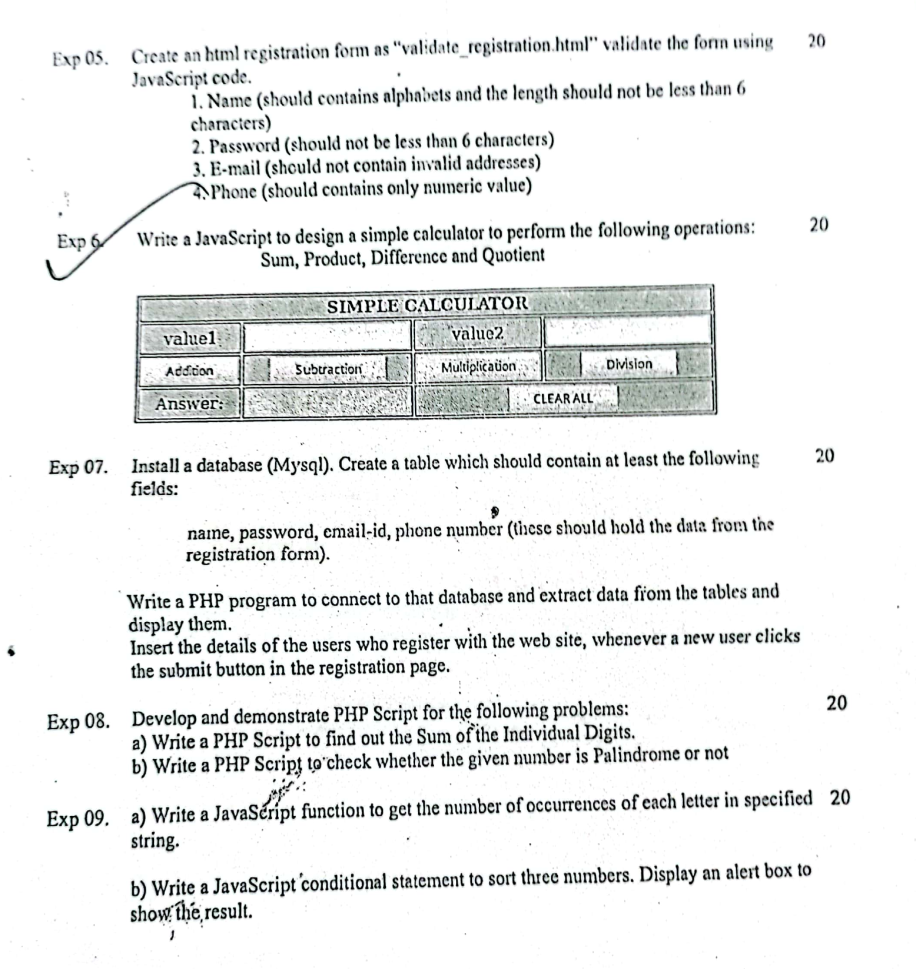 Exp 05. Create an html registration form as "validate_registration.html" validate the form using 20
JavaScript code.
1. Name (should contains alphabets and the length should not be less than 6
characters)
2. Password (should not be less than 6 characters)
3. E-mail (should not contain invalid addresses)
4. Phone (should contains only numeric value)
Exp 6 Write a JavaScript to design a simple calculator to perform the following operations: 20
Sum, Product, Difference and Quotient
SIMPLE CALCULATOR
value1 value2
Addition Subtraction Multiplication Division
Answer: CLEAR ALL
Exp 07. Install a database (Mysql). Create a table which should contain at least the following 20
fields:
name, password, email-id, phone number (these should hold the data from the
registration form).
Write a PHP program to connect to that database and extract data from the tables and
display them.
Insert the details of the users who register with the web site, whenever a new user clicks
the submit button in the registration page.
Exp 08. Develop and demonstrate PHP Script for the following problems: 20
a) Write a PHP Script to find out the Sum of the Individual Digits.
b) Write a PHP Script to check whether the given number is Palindrome or not
Exp 09. a) Write a JavaScript function to get the number of occurrences of each letter in specified 20
string.
b) Write a JavaScript conditional statement to sort three numbers. Display an alert box to
show the result.